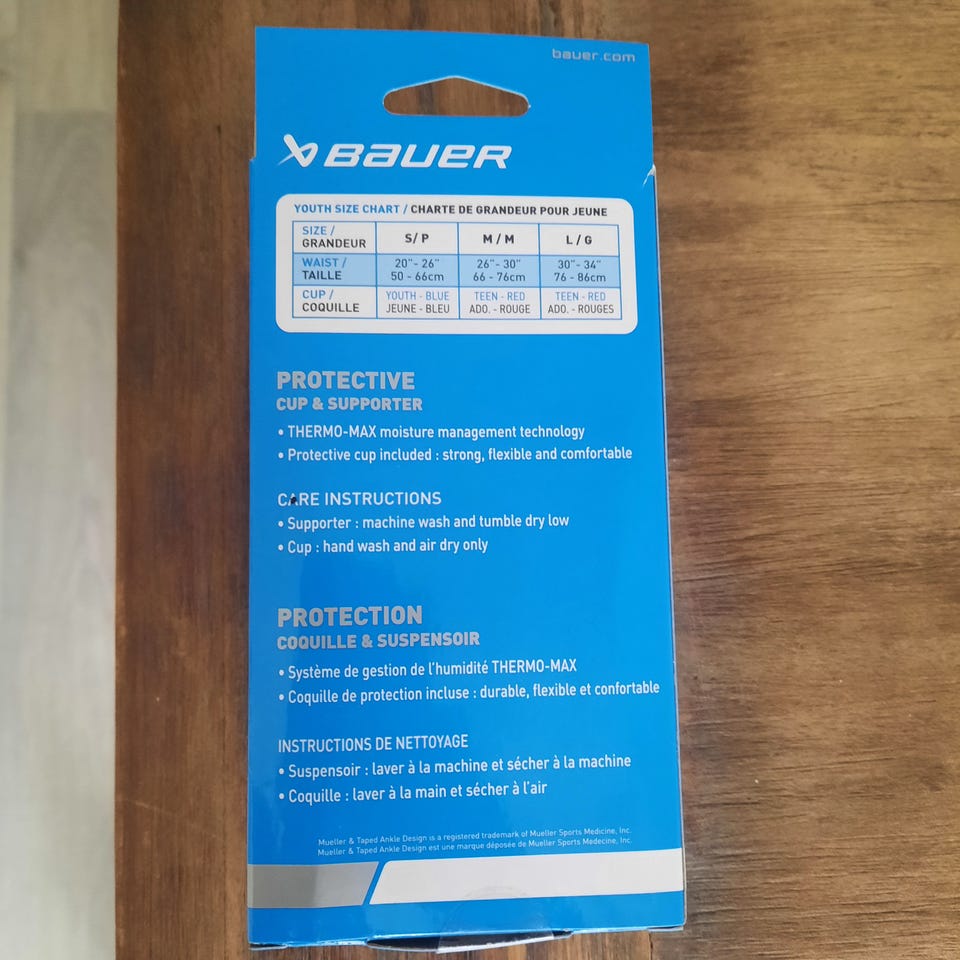 bauer.com
BAUER
YOUTH SIZE CHART / CHARTE DE GRANDEUR POUR JEUNE
SIZE / GRANDEUR S/P M/M L/G
WAIST / TAILLE 20"- 26" 50 - 66cm 26"- 30" 66 - 76cm 30"- 34" 76 - 86cm
CUP / COQUILLE YOUTH - BLUE JEUNE - BLEU TEEN - RED ADO. - ROUGE TEEN - RED ADO. - ROUGES
PROTECTIVE
CUP & SUPPORTER
• THERMO-MAX moisture management technology
• Protective cup included : strong, flexible and comfortable
CARE INSTRUCTIONS
• Supporter : machine wash and tumble dry low
• Cup : hand wash and air dry only
PROTECTION
COQUILLE & SUSPENSOIR
• Système de gestion de l'humidité THERMO-MAX
• Coquille de protection incluse : durable, flexible et confortable
INSTRUCTIONS DE NETTOYAGE
• Suspensoir : laver à la machine et sécher à la machine
• Coquille : laver à la main et sécher à l'air
Mueller & Taped Ankle Design is a registered trademark of Mueller Sports Medicine, Inc.
Mueller & Taped Ankle Design est une marque déposée de Mueller Sports Medecine, Inc.